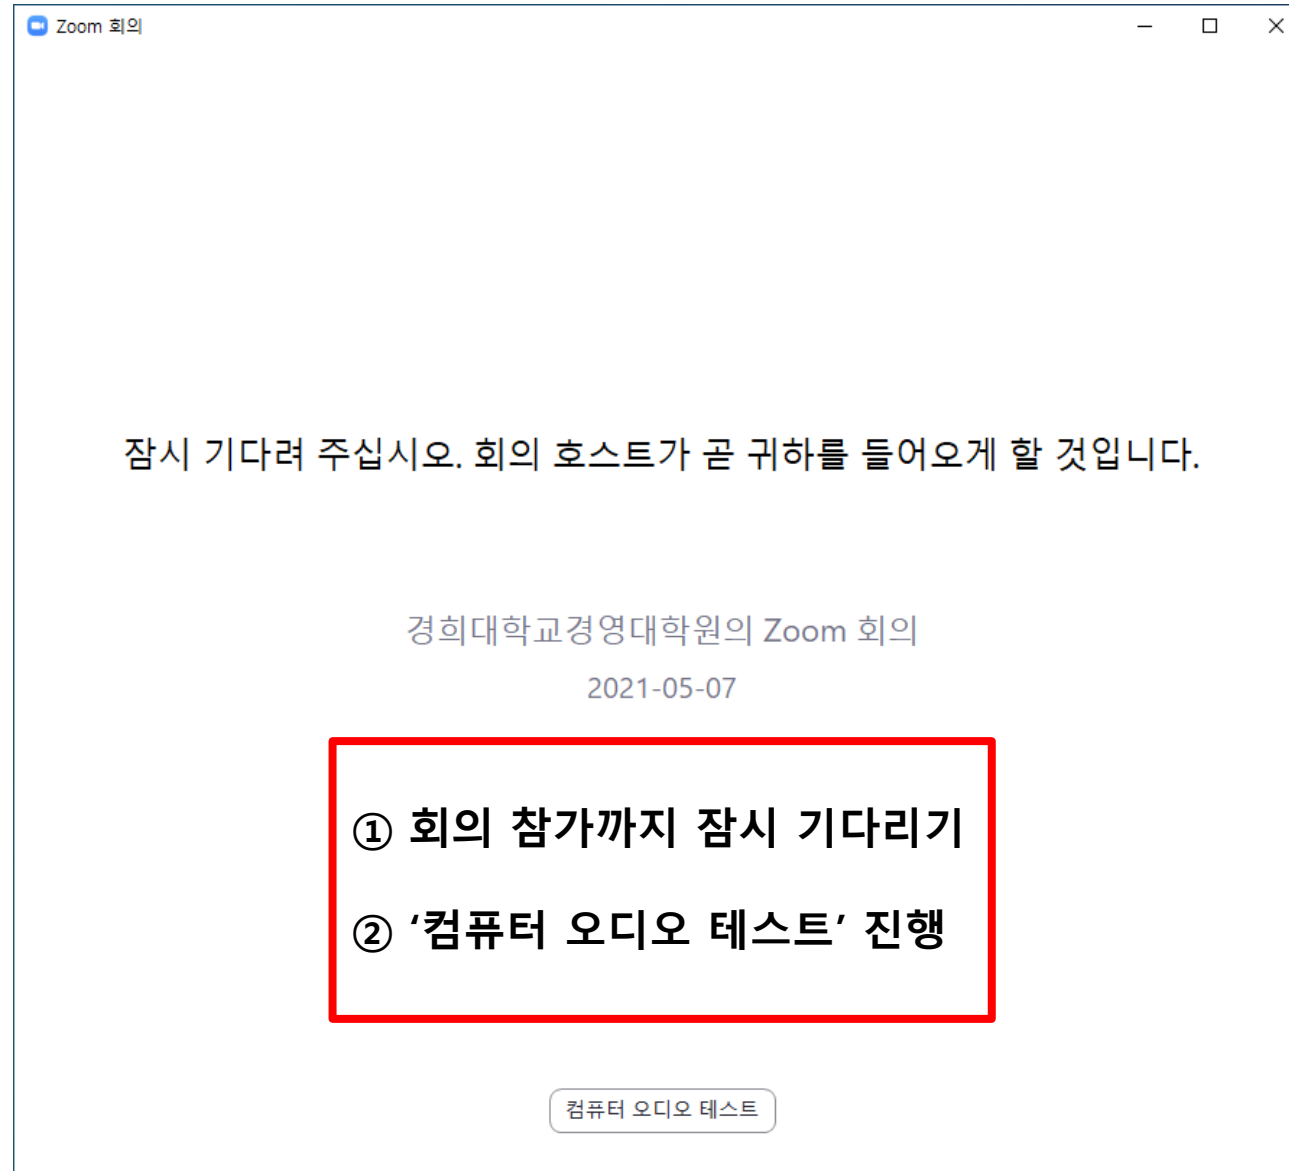 Zoom 회의
잠시 기다려 주십시오. 회의 호스트가 곧 귀하를 들어오게 할 것입니다.
경희대학교경영대학원의 Zoom 회의
2021-05-07
① 회의 참가까지 잠시 기다리기
② ‘컴퓨터 오디오 테스트’ 진행
컴퓨터 오디오 테스트